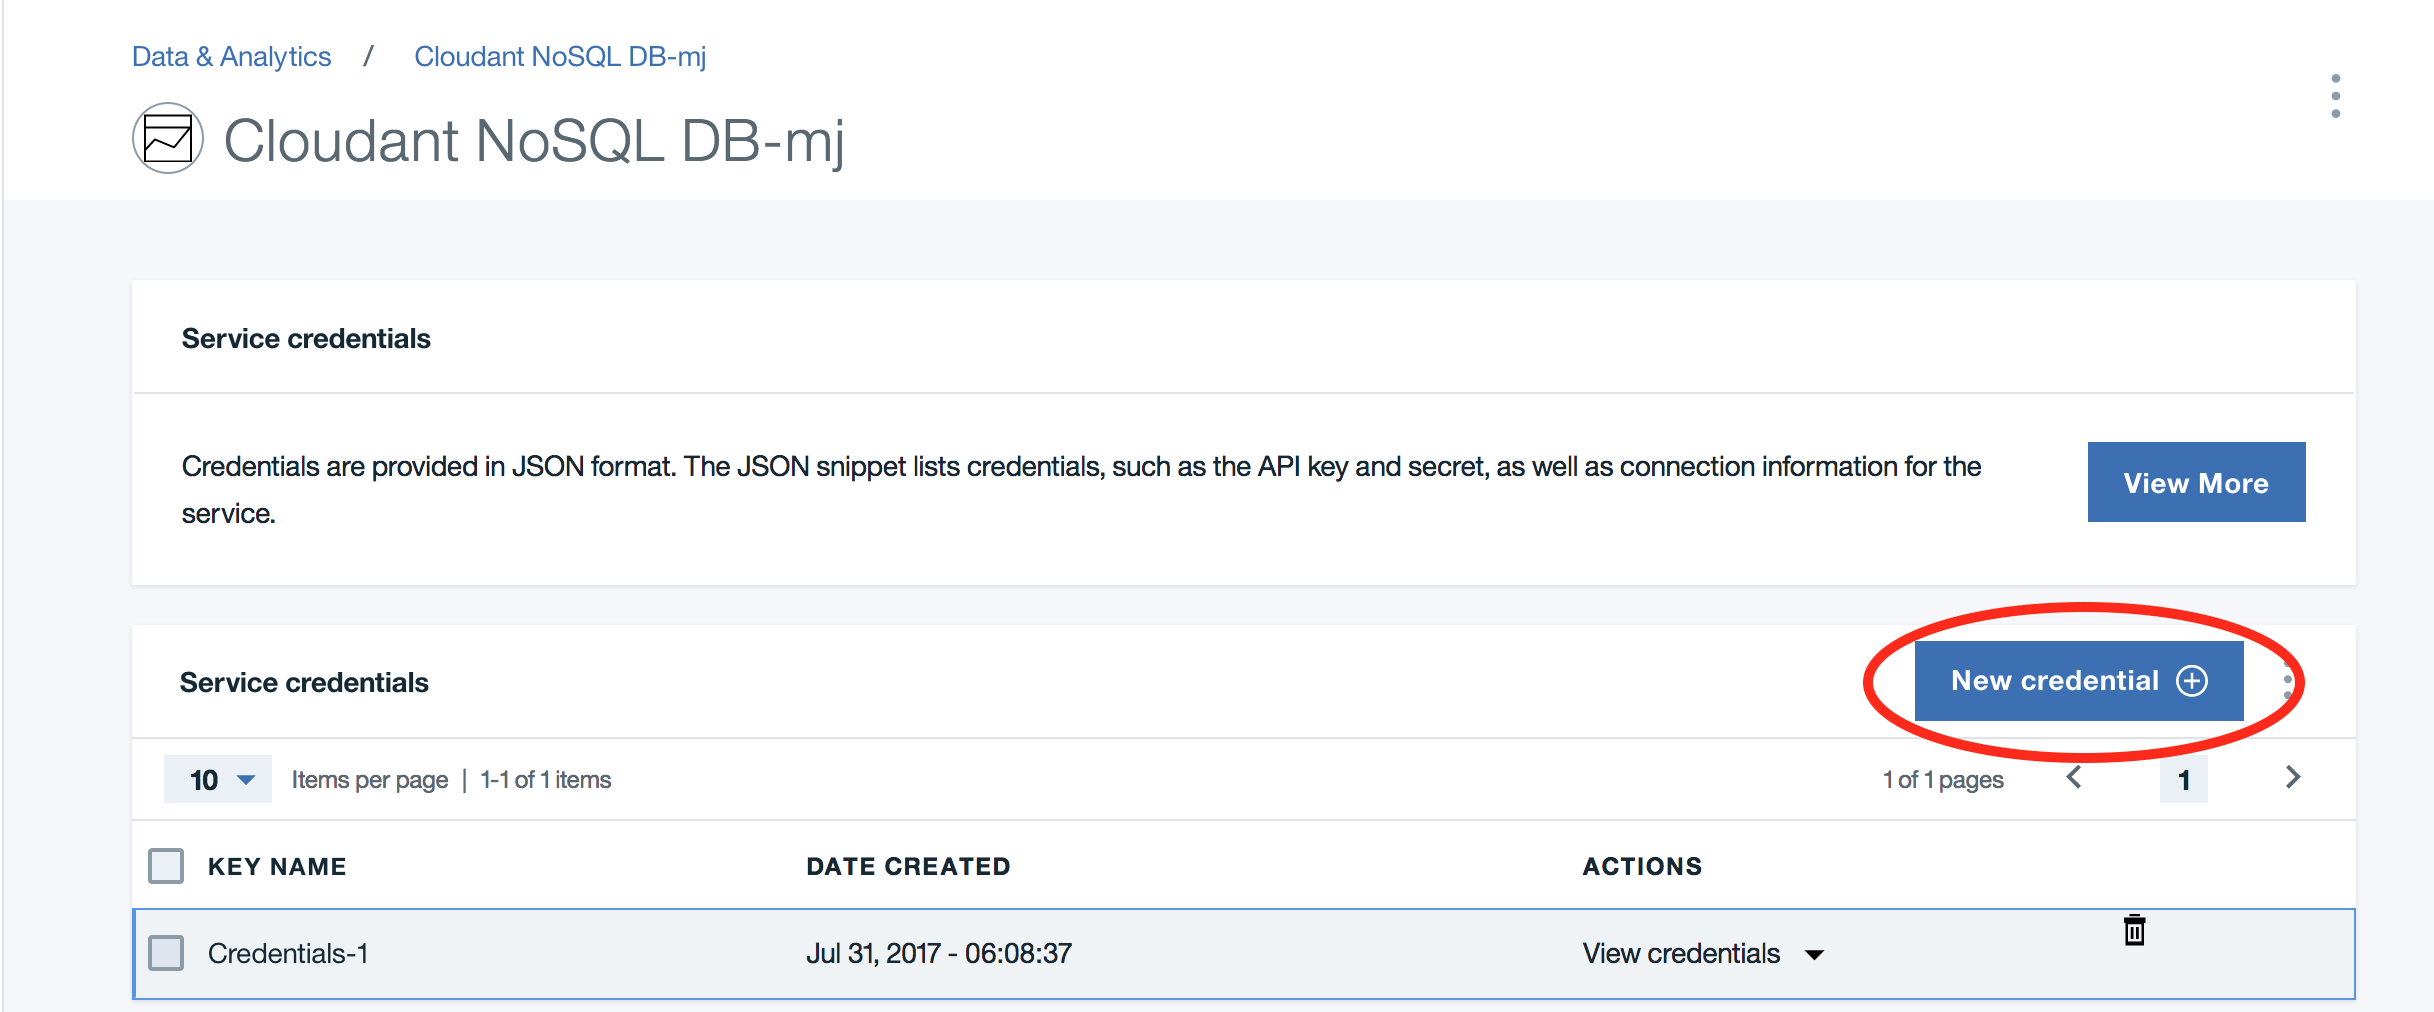 Data & Analytics / Cloudant NoSQL DB-mj
Cloudant NoSQL DB-mj
Service credentials
Credentials are provided in JSON format. The JSON snippet lists credentials, such as the API key and secret, as well as connection information for the
service.
View More
Service credentials
New credential
10 Items per page | 1-1 of 1 items 1 of 1 pages 1
KEY NAME DATE CREATED ACTIONS
Credentials-1 Jul 31, 2017 - 06:08:37 View credentials